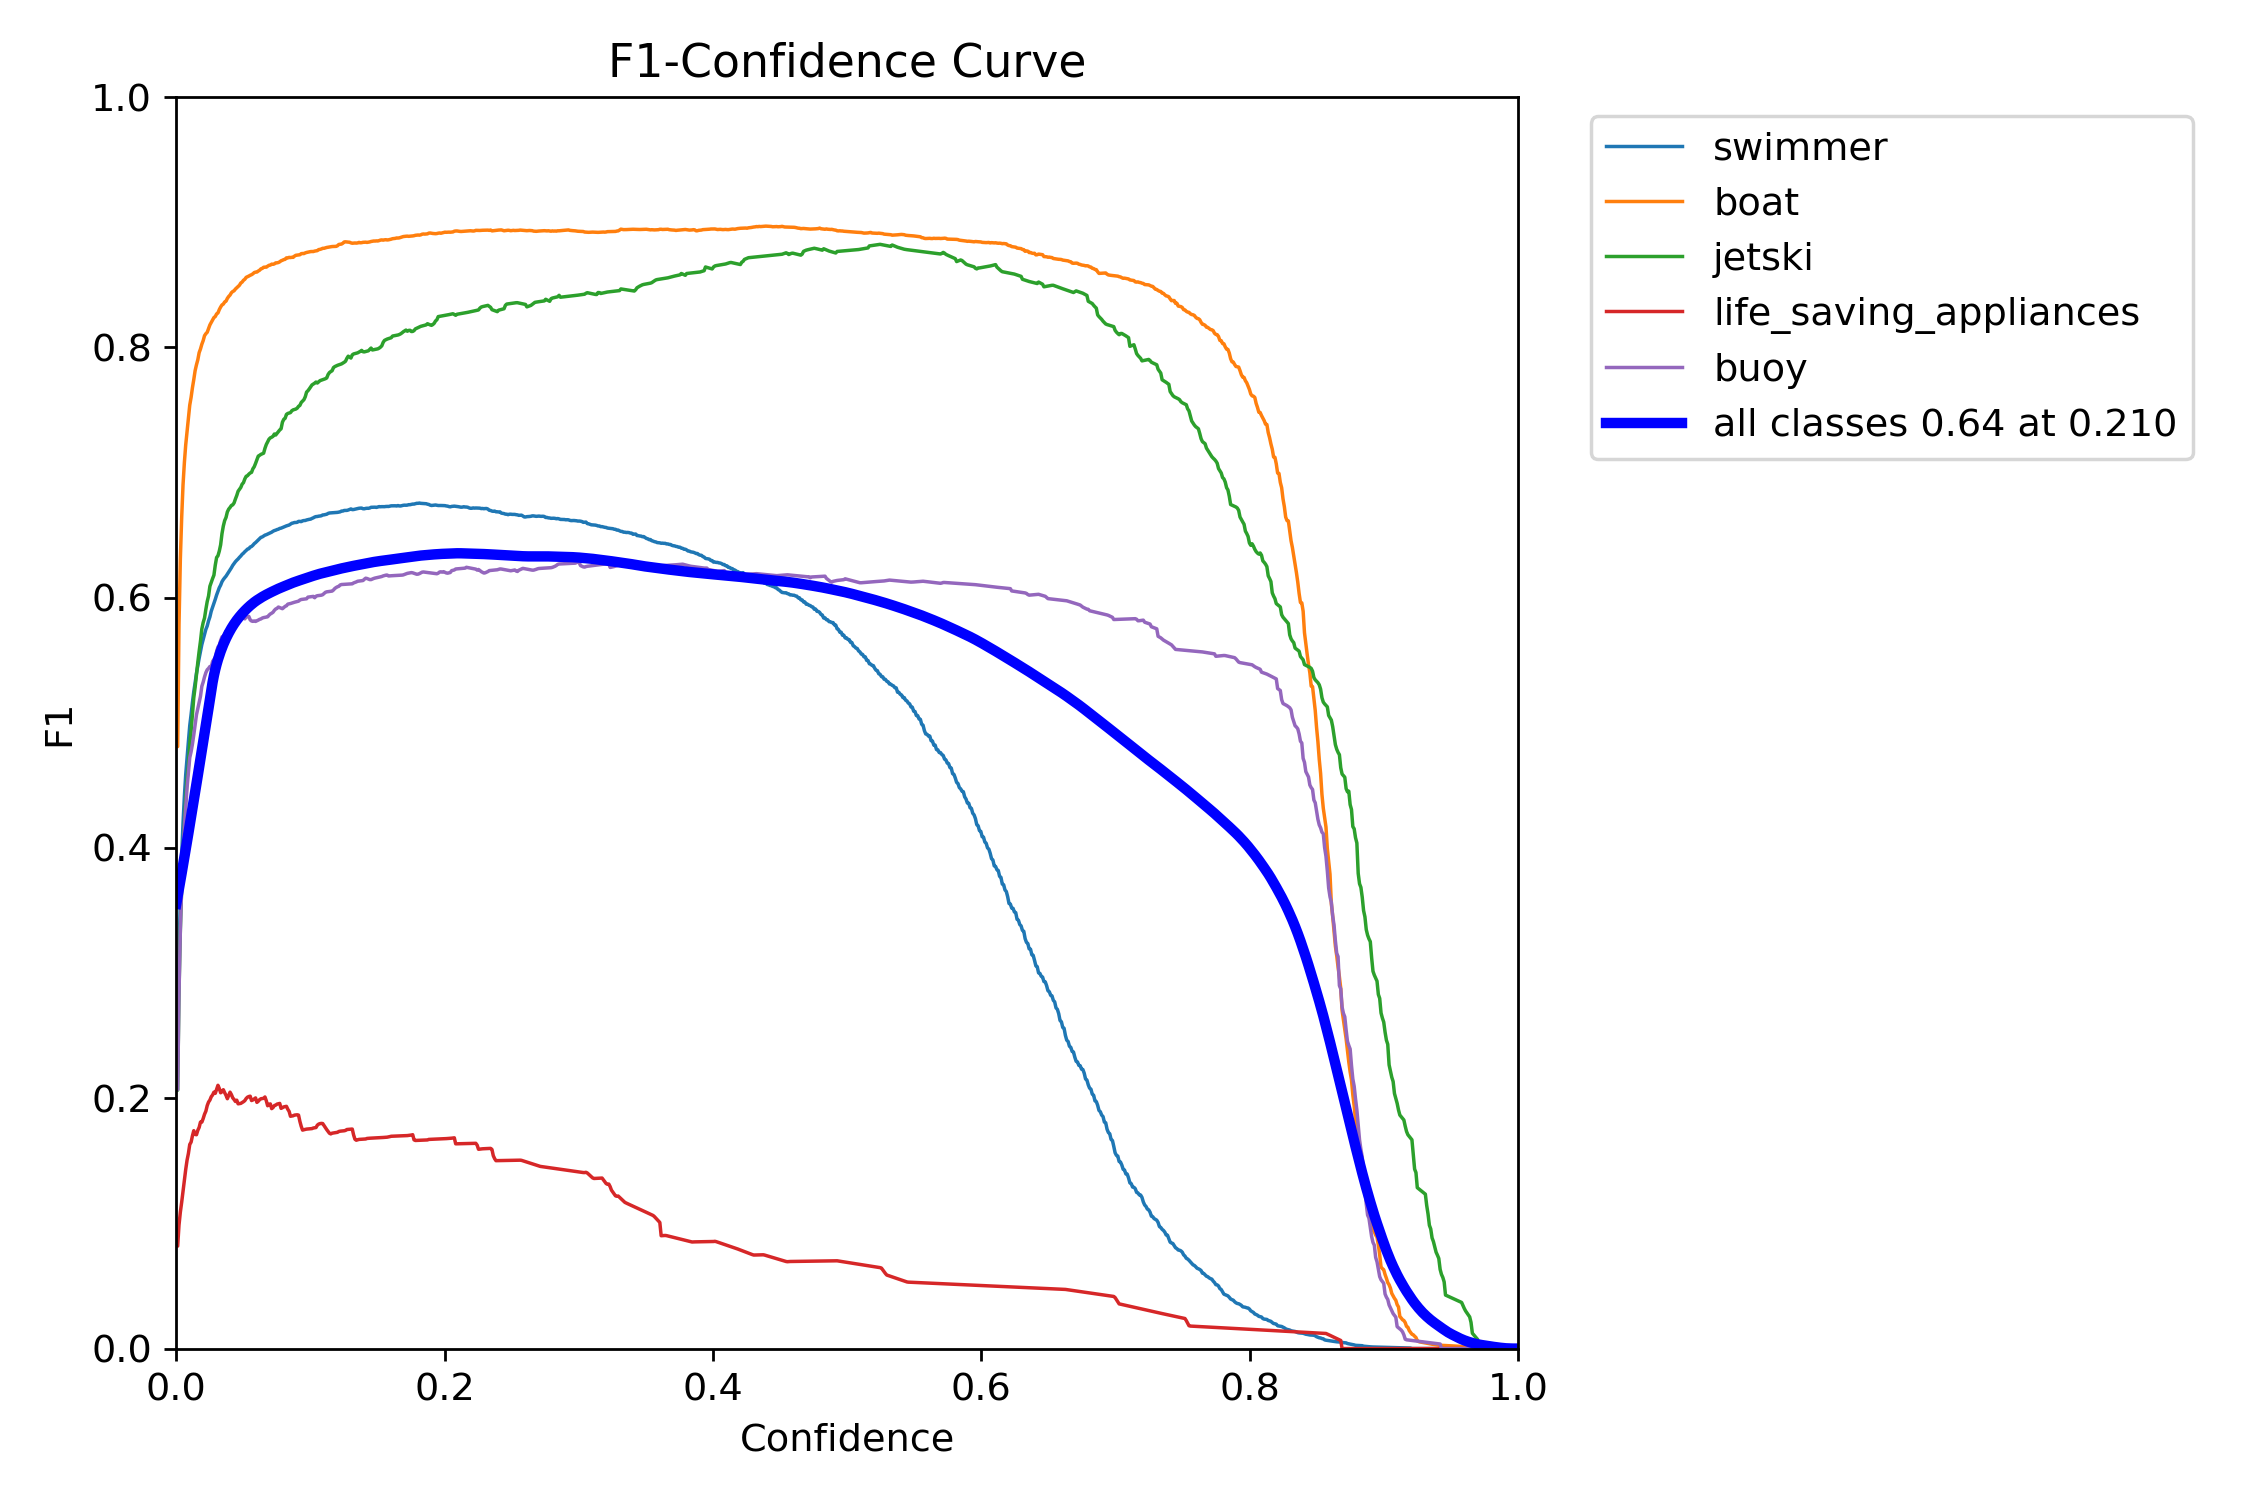 F1-Confidence Curve
1.0
0.8
0.6
0.4
0.2
0.0
F1
0.0 0.2 0.4 0.6 0.8 1.0
Confidence
swimmer
boat
jetski
life_saving_appliances
buoy
all classes 0.64 at 0.210